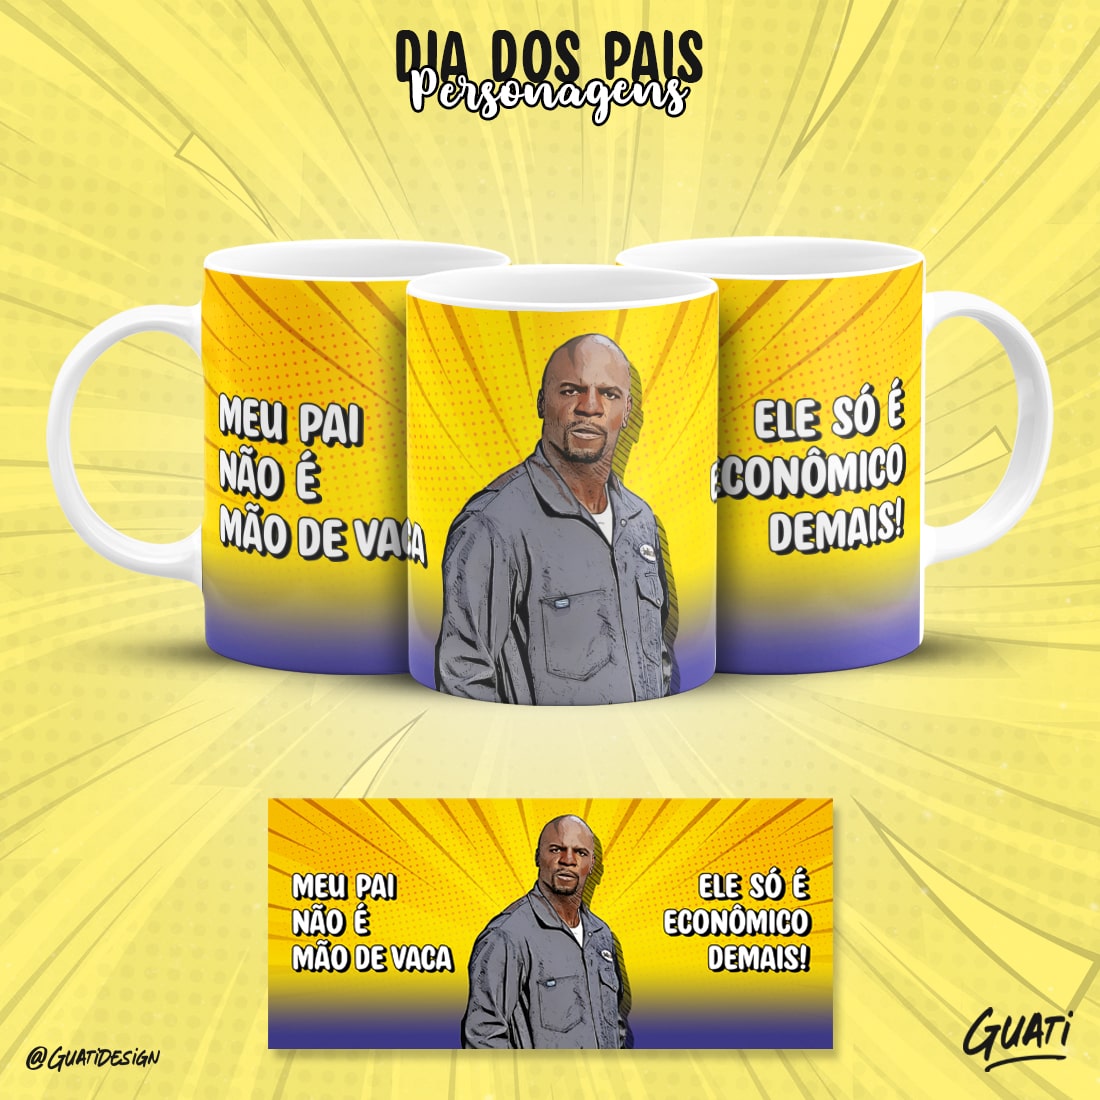 DIA DOS PAIS
Personagens
MEU PAI
NÃO É
MÃO DE VACA
ELE SÓ É
ECONÔMICO
DEMAIS!
MEU PAI
NÃO É
MÃO DE VACA
ELE SÓ É
ECONÔMICO
DEMAIS!
@GUATIDESIGN
GUATi